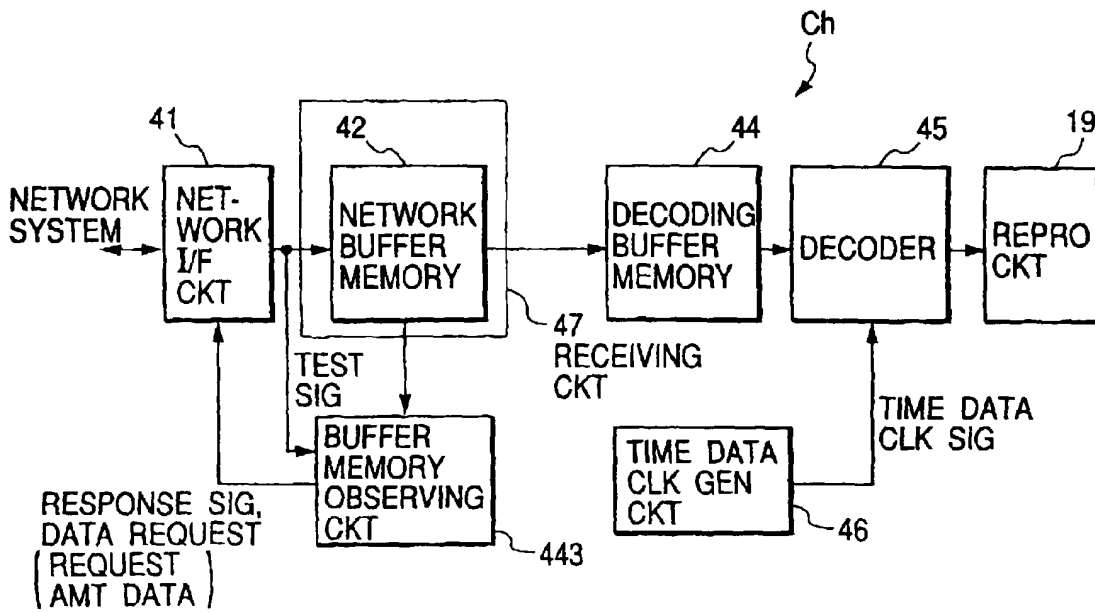 Ch
41
42
44
45
19
NETWORK
SYSTEM
NET-
WORK
I/F
CKT
NETWORK
BUFFER
MEMORY
DECODING
BUFFER
MEMORY
DECODER
REPRO
CKT
47
RECEIVING
CKT
TEST
SIG
BUFFER
MEMORY
OBSERVING
CKT
443
TIME DATA
CLK GEN
CKT
46
TIME DATA
CLK SIG
RESPONSE SIG,
DATA REQUEST
(REQUEST
AMT DATA)